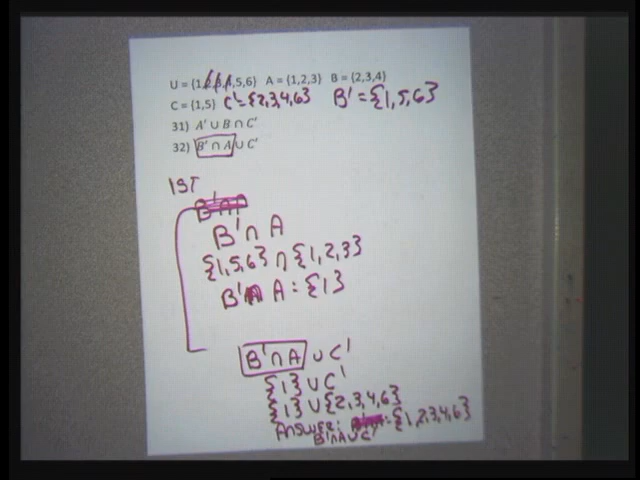 U = {1,2,3,4,5,6} A = {1,2,3} B = {2,3,4}
C = {1,5} C' = {2,3,4,6} B' = {1,5,6}
31) A' ∪ B ∩ C'
32) B' ∩ A ∪ C'
1ST
B' ∩ A
{1,5,6} ∩ {1,2,3}
B' ∩ A : {1}
B' ∩ A ∪ C'
{1} ∪ C'
{1} ∪ {2,3,4,6}
ANSWER: = {1,2,3,4,6}
B' ∩ A ∪ C'